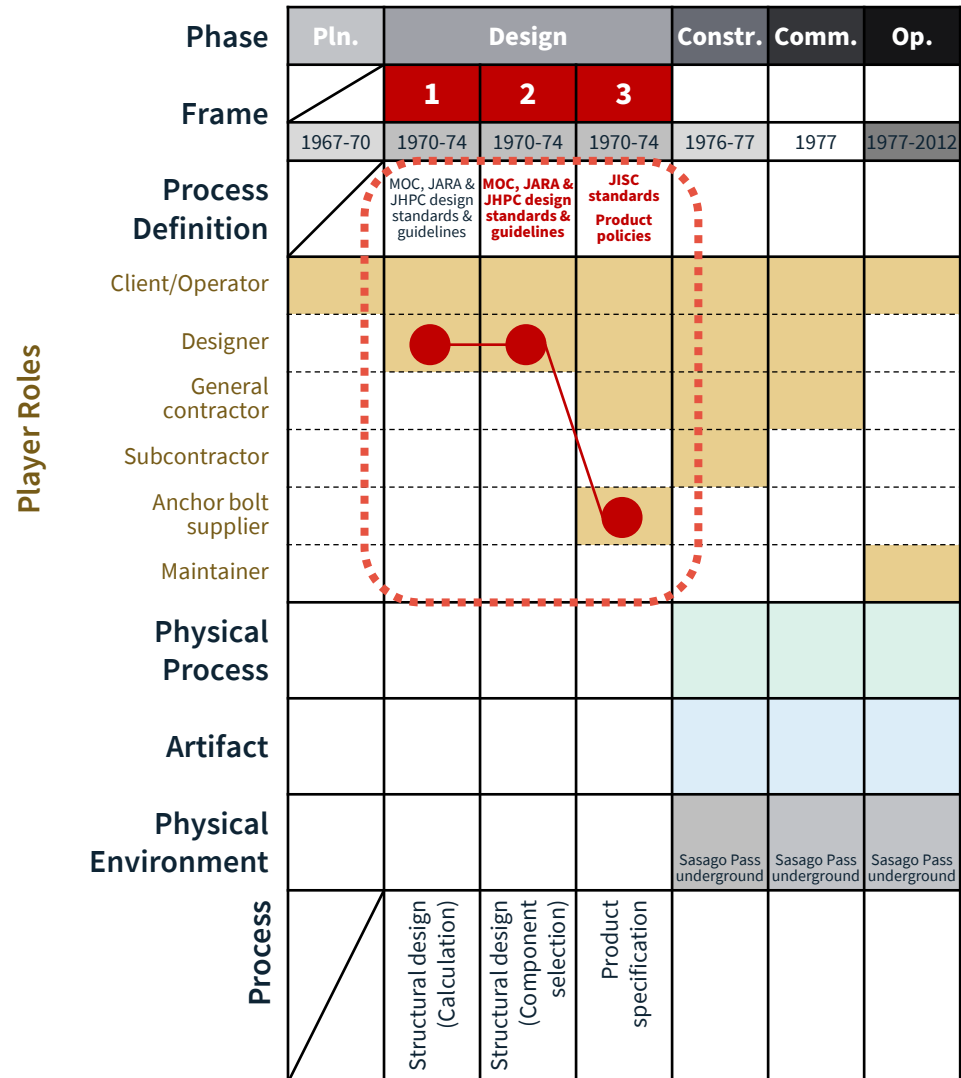 Phase
Pln.
Design
Constr.
Comm.
Op.
Frame
1
2
3
1967-70
1970-74
1970-74
1970-74
1976-77
1977
1977-2012
Process
Definition
MOC, JARA &
JHPC design
standards &
guidelines
MOC, JARA &
JHPC design
standards &
guidelines
JISC
standards
Product
policies
Player Roles
Client/Operator
Designer
General
contractor
Subcontractor
Anchor bolt
supplier
Maintainer
Physical
Process
Artifact
Physical
Environment
Sasago Pass
underground
Sasago Pass
underground
Sasago Pass
underground
Process
Structural design
(Calculation)
Structural design
(Component
selection)
Product
specification